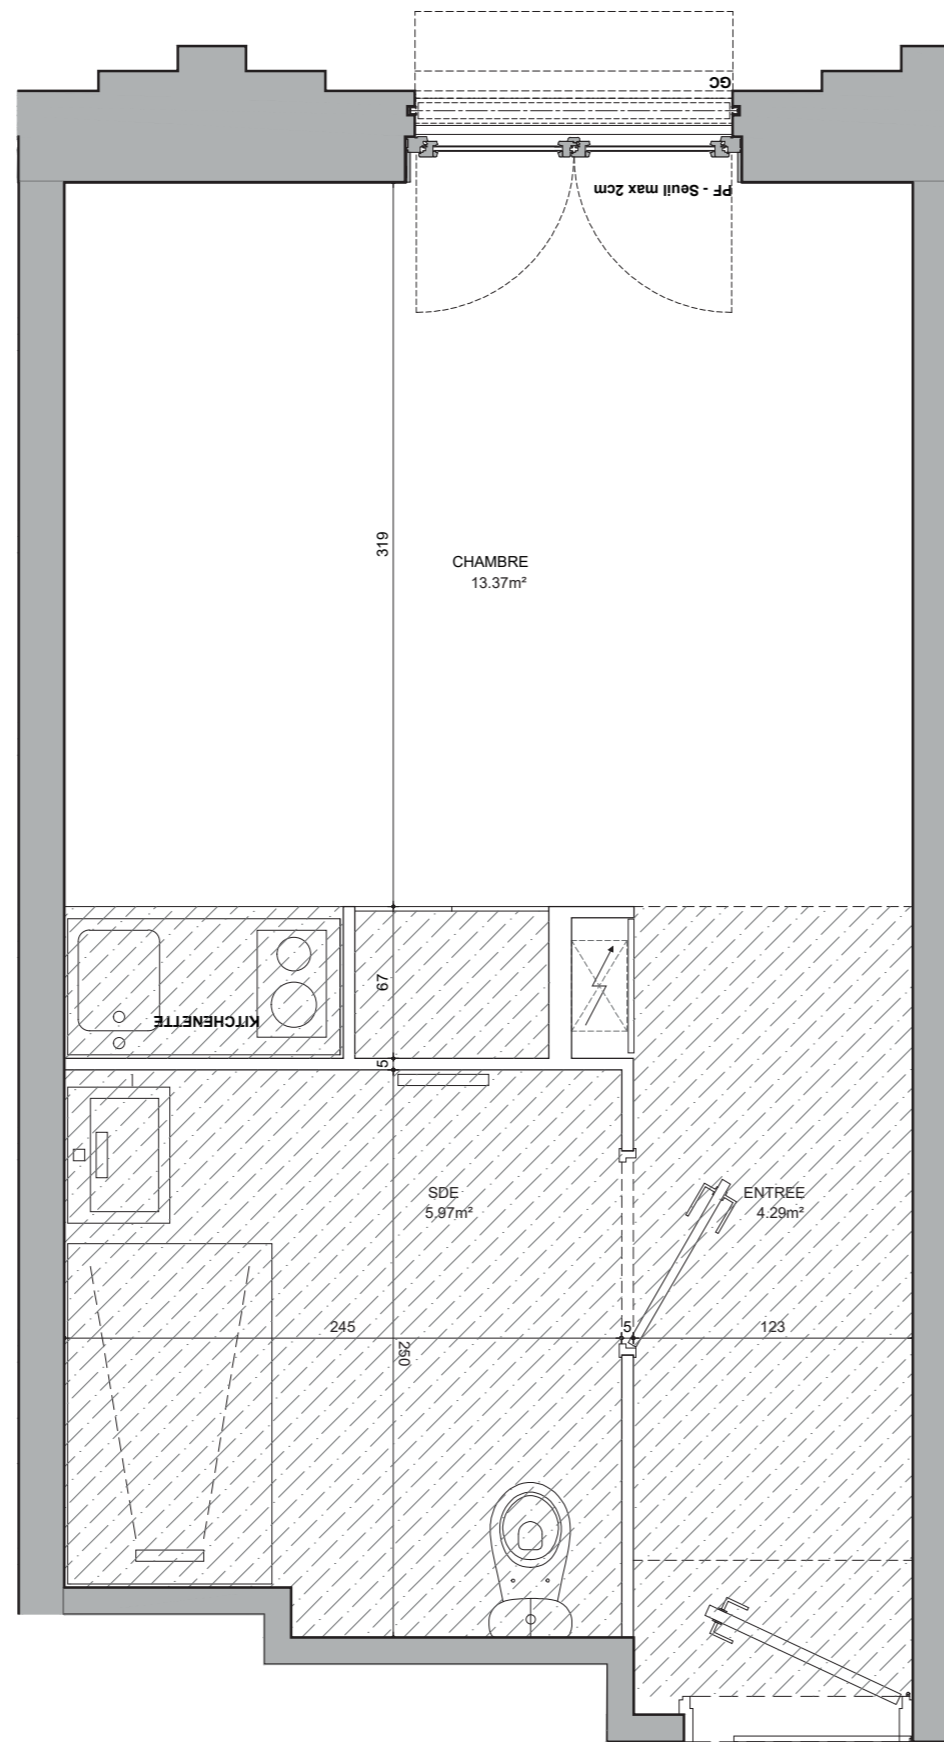 GC
PF - Seuil max 2cm
319
CHAMBRE
13.37m²
67
KITCHENETTE
5
SDE
5.97m²
ENTREE
4.29m²
245
5
123
250